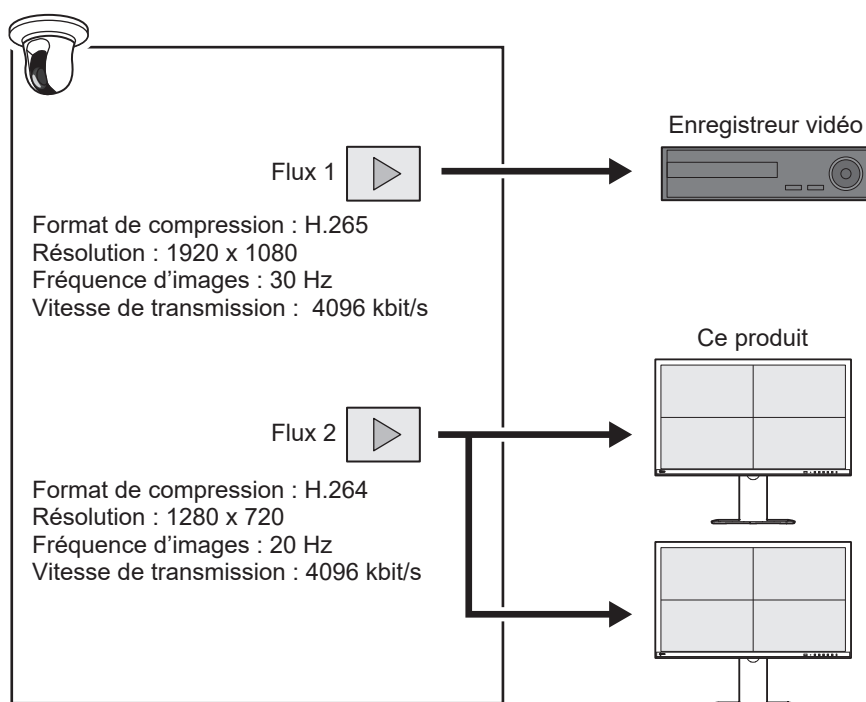 Enregistreur vidéo
Flux 1
Format de compression : H.265
Résolution : 1920 x 1080
Fréquence d’images : 30 Hz
Vitesse de transmission :  4096 kbit/s
Ce produit
Flux 2
Format de compression : H.264
Résolution : 1280 x 720
Fréquence d’images : 20 Hz
Vitesse de transmission : 4096 kbit/s